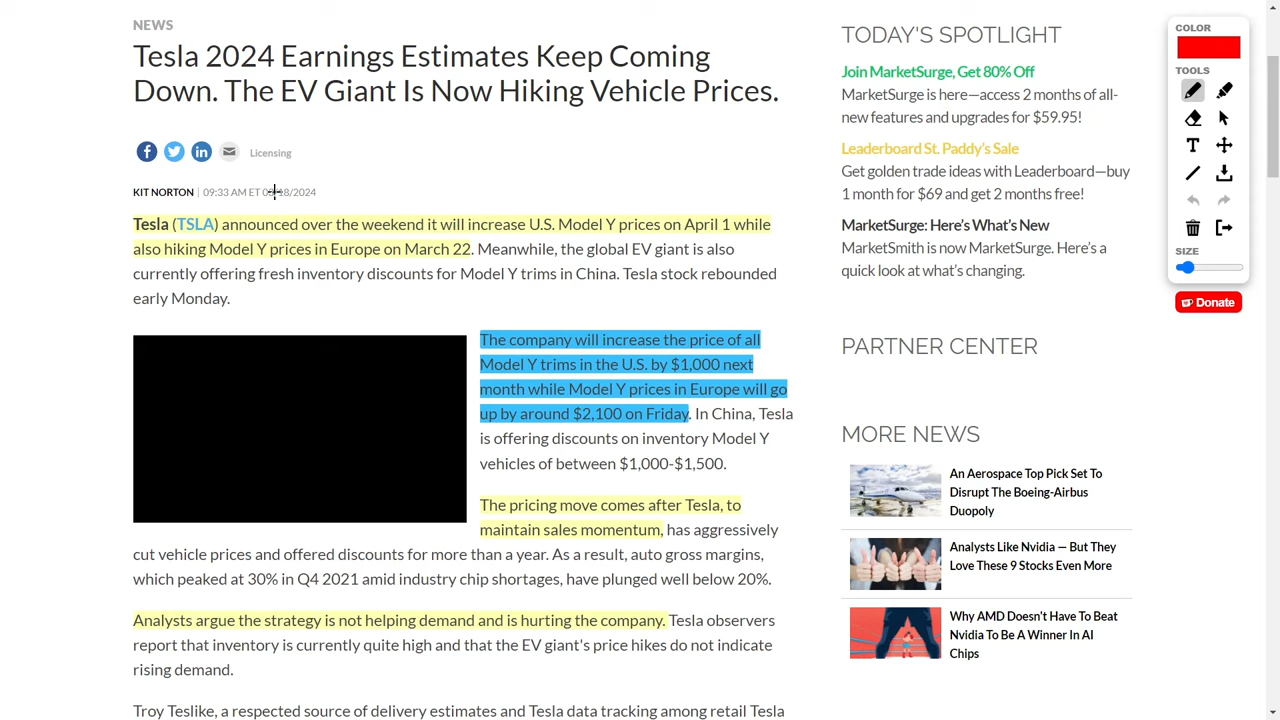 NEWS
Tesla 2024 Earnings Estimates Keep Coming
Down. The EV Giant Is Now Hiking Vehicle Prices.
Licensing
KIT NORTON | 09:33 AM ET 03/18/2024
Tesla (TSLA) announced over the weekend it will increase U.S. Model Y prices on April 1 while
also hiking Model Y prices in Europe on March 22. Meanwhile, the global EV giant is also
currently offering fresh inventory discounts for Model Y trims in China. Tesla stock rebounded
early Monday.
The company will increase the price of all
Model Y trims in the U.S. by $1,000 next
month while Model Y prices in Europe will go
up by around $2,100 on Friday. In China, Tesla
is offering discounts on inventory Model Y
vehicles of between $1,000-$1,500.
The pricing move comes after Tesla, to
maintain sales momentum, has aggressively
cut vehicle prices and offered discounts for more than a year. As a result, auto gross margins,
which peaked at 30% in Q4 2021 amid industry chip shortages, have plunged well below 20%.
Analysts argue the strategy is not helping demand and is hurting the company. Tesla observers
report that inventory is currently quite high and that the EV giant's price hikes do not indicate
rising demand.
Troy Teslike, a respected source of delivery estimates and Tesla data tracking among retail Tesla
TODAY'S SPOTLIGHT
Join MarketSurge, Get 80% Off
MarketSurge is here—access 2 months of all-
new features and upgrades for $59.95!
Leaderboard St. Paddy's Sale
Get golden trade ideas with Leaderboard—buy
1 month for $69 and get 2 months free!
MarketSurge: Here's What's New
MarketSmith is now MarketSurge. Here's a
quick look at what's changing.
PARTNER CENTER
MORE NEWS
An Aerospace Top Pick Set To
Disrupt The Boeing-Airbus
Duopoly
Analysts Like Nvidia — But They
Love These 9 Stocks Even More
Why AMD Doesn't Have To Beat
Nvidia To Be A Winner In AI
Chips
COLOR
TOOLS
T
SIZE
Donate